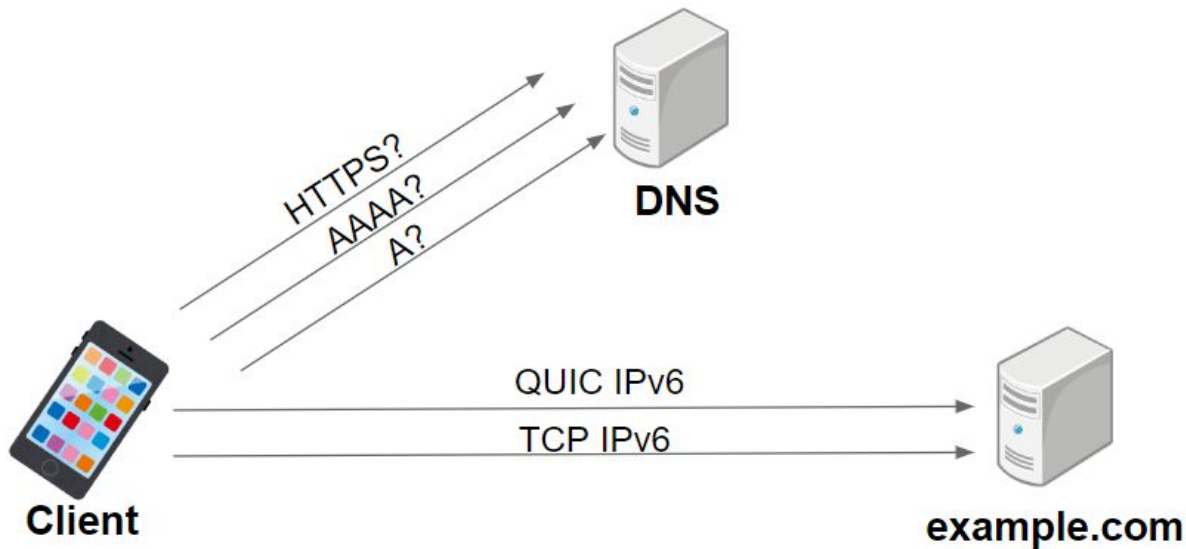 HTTPS?
AAAA?
A?
DNS
QUIC IPv6
TCP IPv6
Client
example.com